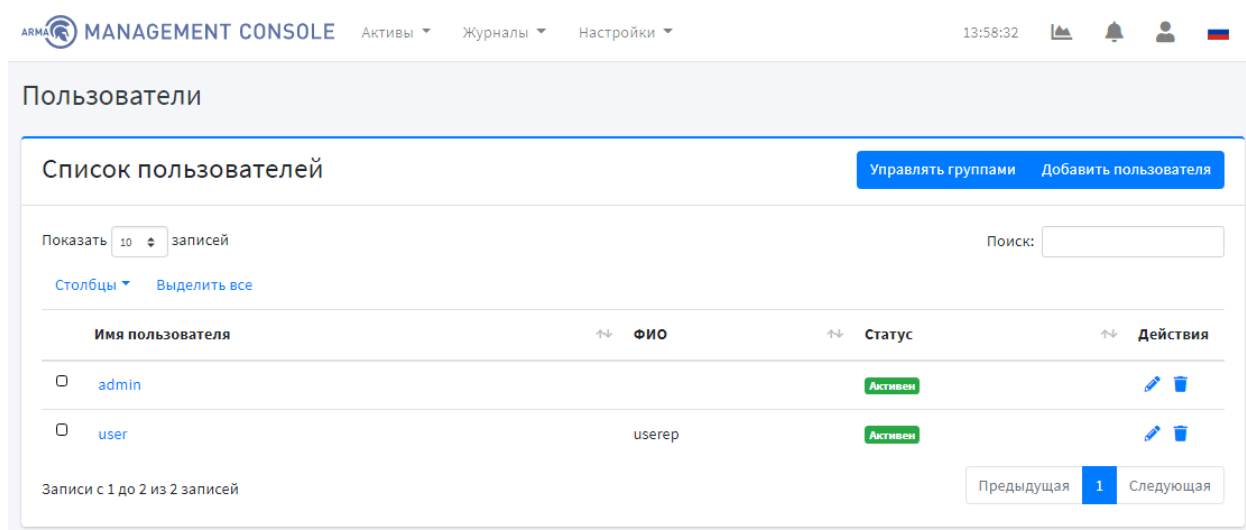 ARMA MANAGEMENT CONSOLE Активы Журналы Настройки 13:58:32
Пользователи
Список пользователей Управлять группами Добавить пользователя
Показать 10 записей Поиск:
Столбцы Выделить все
Имя пользователя ФИО Статус Действия
admin Активен
user userep Активен
Записи с 1 до 2 из 2 записей Предыдущая 1 Следующая